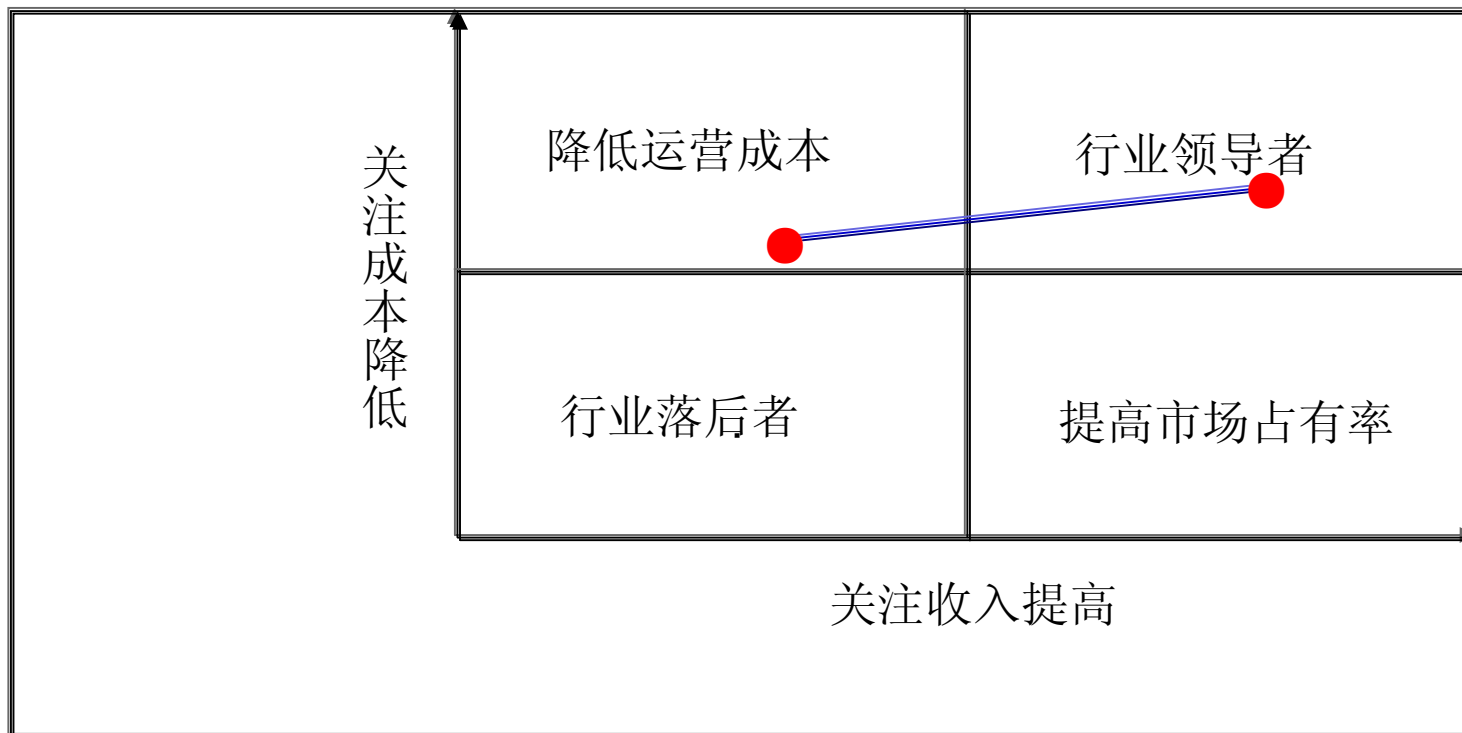 降低运营成本
行业领导者
关注成本降低
行业落后者
提高市场占有率
关注收入提高